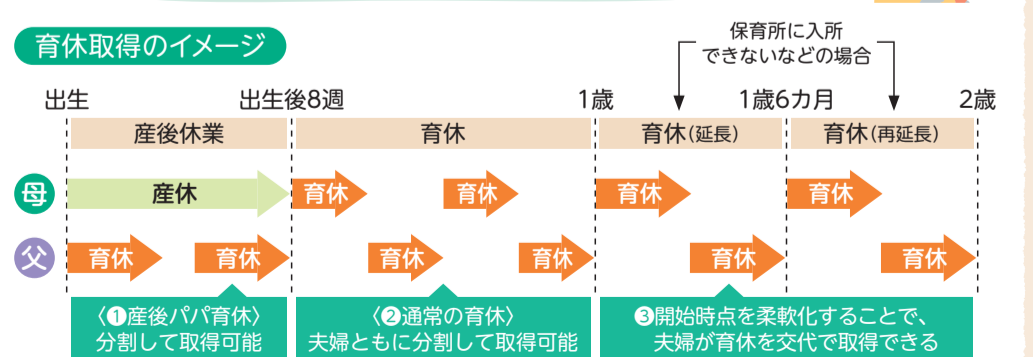 育休取得のイメージ
保育所に入所
できないなどの場合
出生
出生後8週
1歳
1歳6カ月
2歳
産後休業
育休
育休(延長)
育休(再延長)
母
産休
育休
育休
育休
育休
父
育休
育休
育休
育休
育休
育休
〈❶産後パパ育休〉
分割して取得可能
〈❷通常の育休〉
夫婦ともに分割して取得可能
❸開始時点を柔軟化することで、
夫婦が育休を交代で取得できる